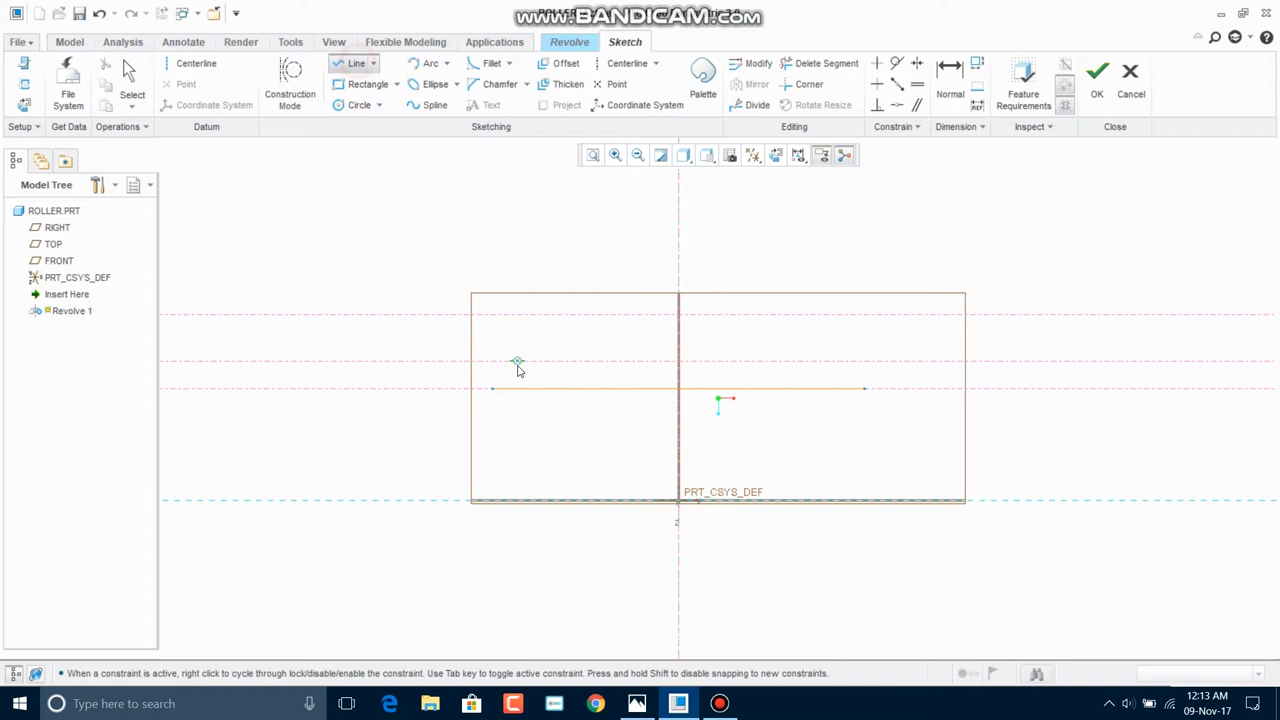 ROLLER
www.BANDICAM.com
File
Model
Analysis
Annotate
Render
Tools
View
Flexible Modeling
Applications
Revolve
Sketch
File System
Select
Centerline
Point
Coordinate System
Construction Mode
Line
Rectangle
Circle
Arc
Ellipse
Spline
Fillet
Chamfer
Text
Offset
Thicken
Project
Centerline
Point
Coordinate System
Palette
Modify
Mirror
Divide
Delete Segment
Corner
Rotate Resize
Normal
REF
Feature Requirements
OK
Cancel
Setup
Get Data
Operations
Datum
Sketching
Editing
Constrain
Dimension
Inspect
Close
Model Tree
ROLLER.PRT
RIGHT
TOP
FRONT
PRT_CSYS_DEF
Insert Here
Revolve 1
PRT_CSYS_DEF
Z
When a constraint is active, right click to cycle through lock/disable/enable the constraint. Use Tab key to toggle active constraint. Press and hold Shift to disable snapping to new constraints.
Type here to search
12:13 AM
09-Nov-17